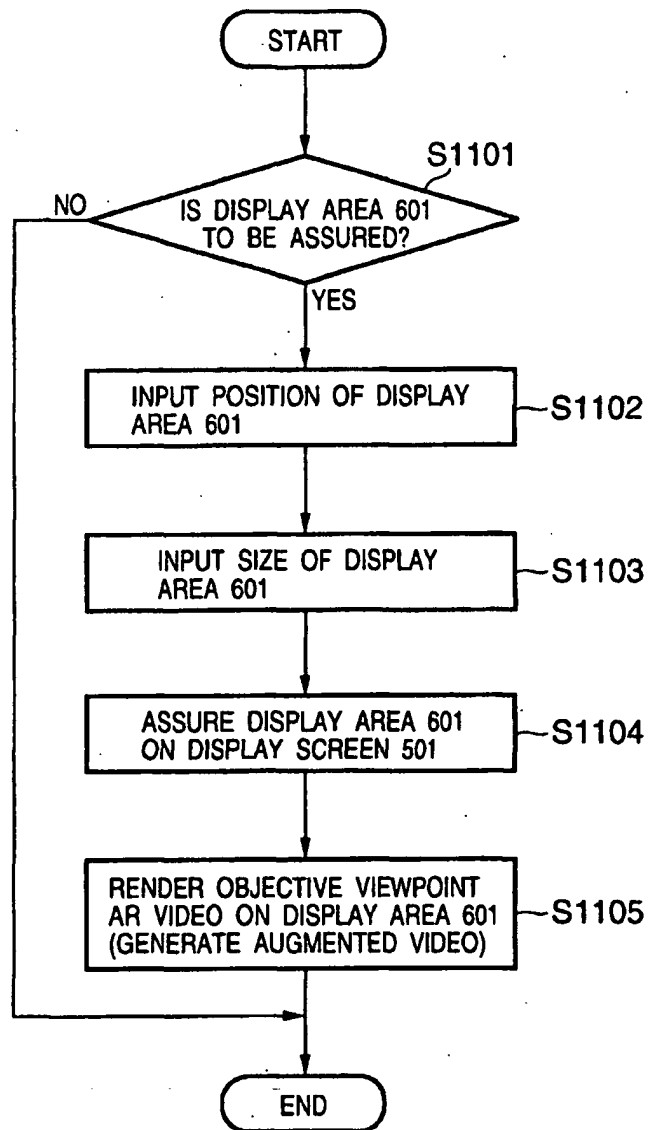 START
S1101
NO
IS DISPLAY AREA 601
TO BE ASSURED?
YES
INPUT POSITION OF DISPLAY
AREA 601
S1102
INPUT SIZE OF DISPLAY
AREA 601
S1103
ASSURE DISPLAY AREA 601
ON DISPLAY SCREEN 501
S1104
RENDER OBJECTIVE VIEWPOINT
AR VIDEO ON DISPLAY AREA 601
(GENERATE AUGMENTED VIDEO)
S1105
END